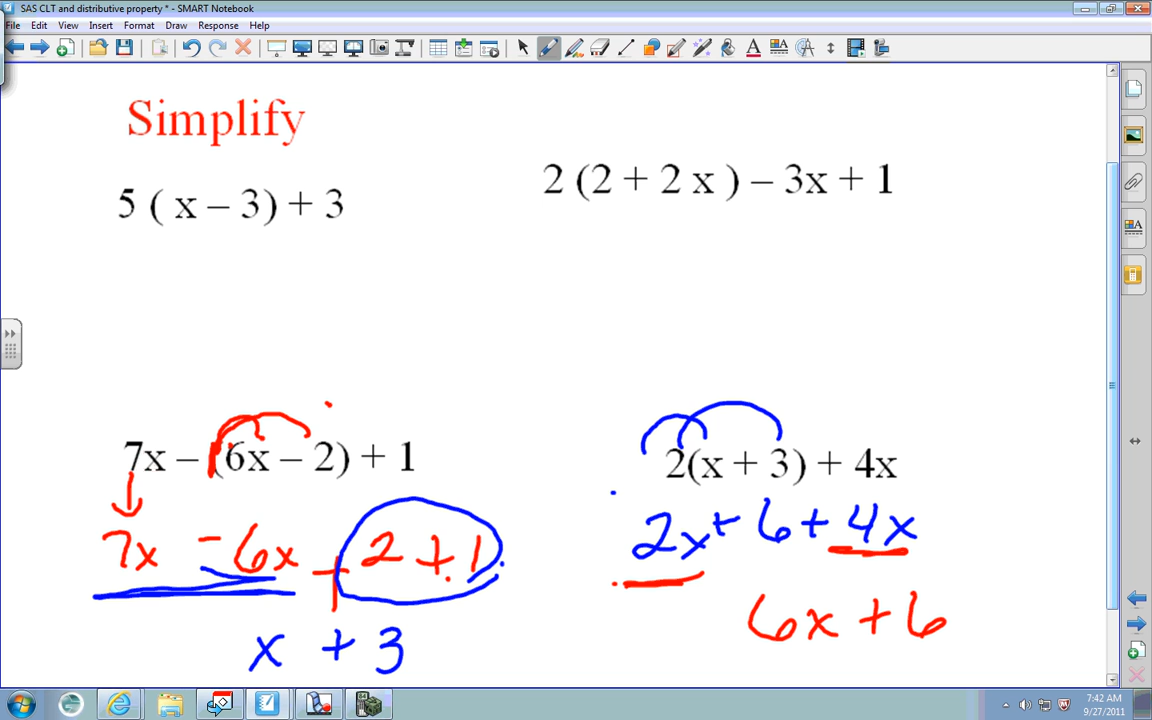 SAS CLT and distributive property * - SMART Notebook
File Edit View Insert Format Tools Draw Response Help
Simplify
2 (2 + 2 x ) – 3x + 1
5 ( x – 3) + 3
7x – (6x – 2) + 1
2(x + 3) + 4x
2x + 6 + 4x
7x - 6x + 2 + 1
6x + 6
x + 3
7:42 AM
9/27/2011